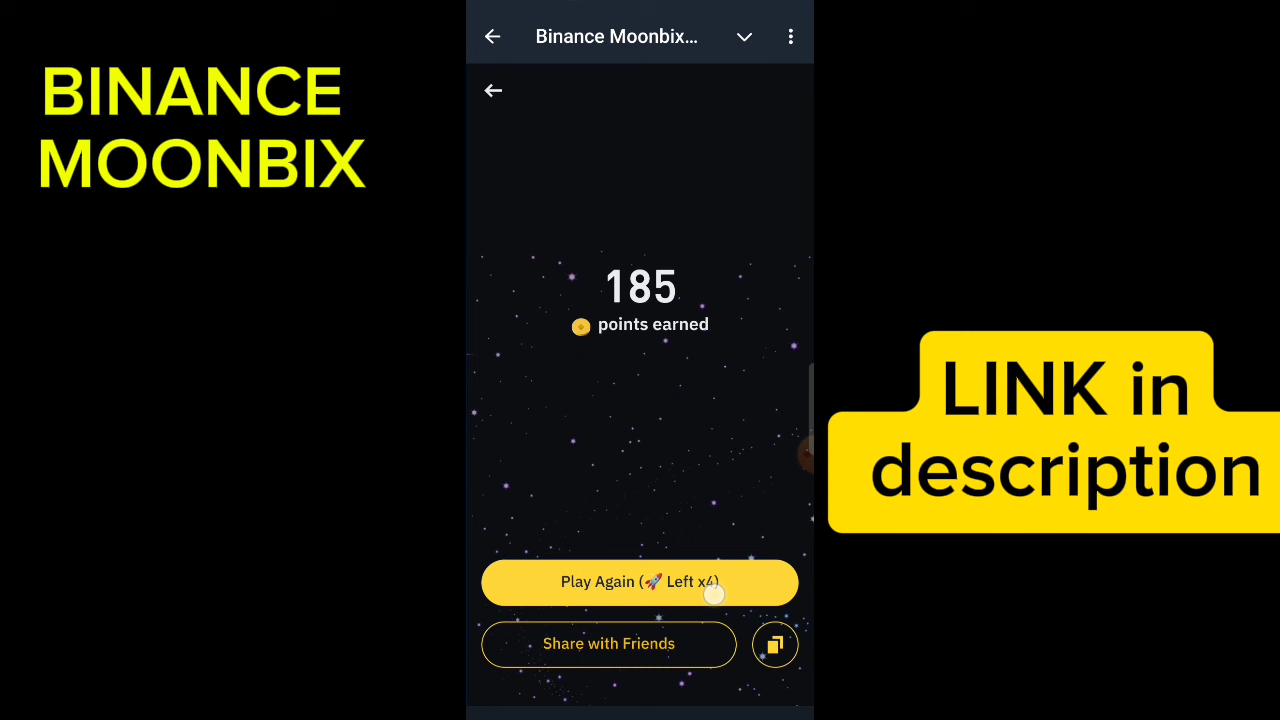 BINANCE
MOONBIX
Binance Moonbix...
185
points earned
Play Again (🚀 Left x4)
Share with Friends
LINK in
description